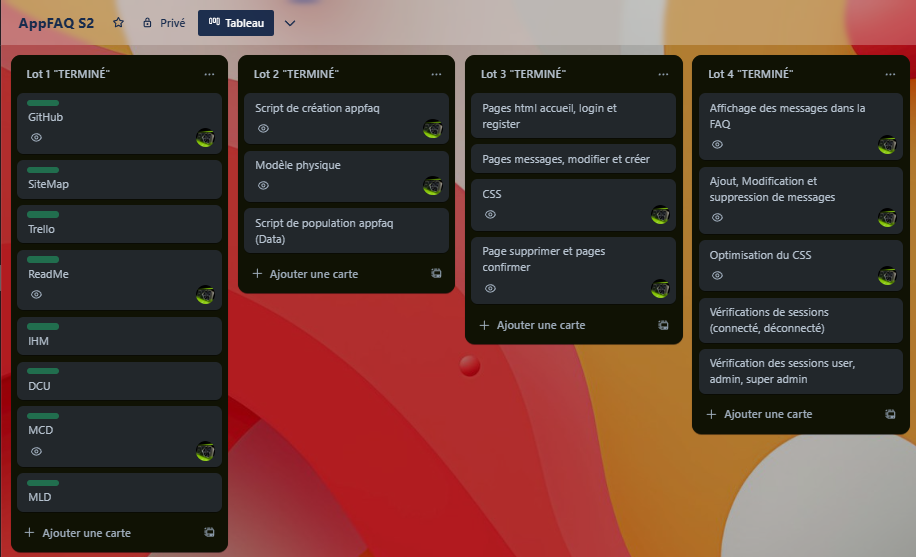 AppFAQ S2
Privé
Tableau
Lot 1 "TERMINÉ"
GitHub
SiteMap
Trello
ReadMe
IHM
DCU
MCD
MLD
Ajouter une carte
Lot 2 "TERMINÉ"
Script de création appfaq
Modèle physique
Script de population appfaq
(Data)
Ajouter une carte
Lot 3 "TERMINÉ"
Pages html accueil, login et
register
Pages messages, modifier et créer
CSS
Page supprimer et pages
confirmer
Ajouter une carte
Lot 4 "TERMINÉ"
Affichage des messages dans la
FAQ
Ajout, Modification et
suppression de messages
Optimisation du CSS
Vérifications de sessions
(connecté, déconnecté)
Vérification des sessions user,
admin, super admin
Ajouter une carte